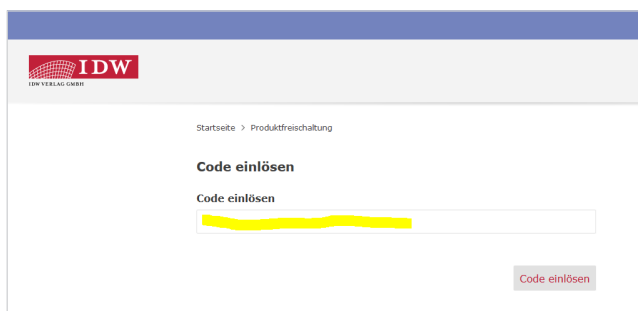 IDW
IDW VERLAG GMBH
Startseite > Produktfreischaltung
Code einlösen
Code einlösen
Code einlösen